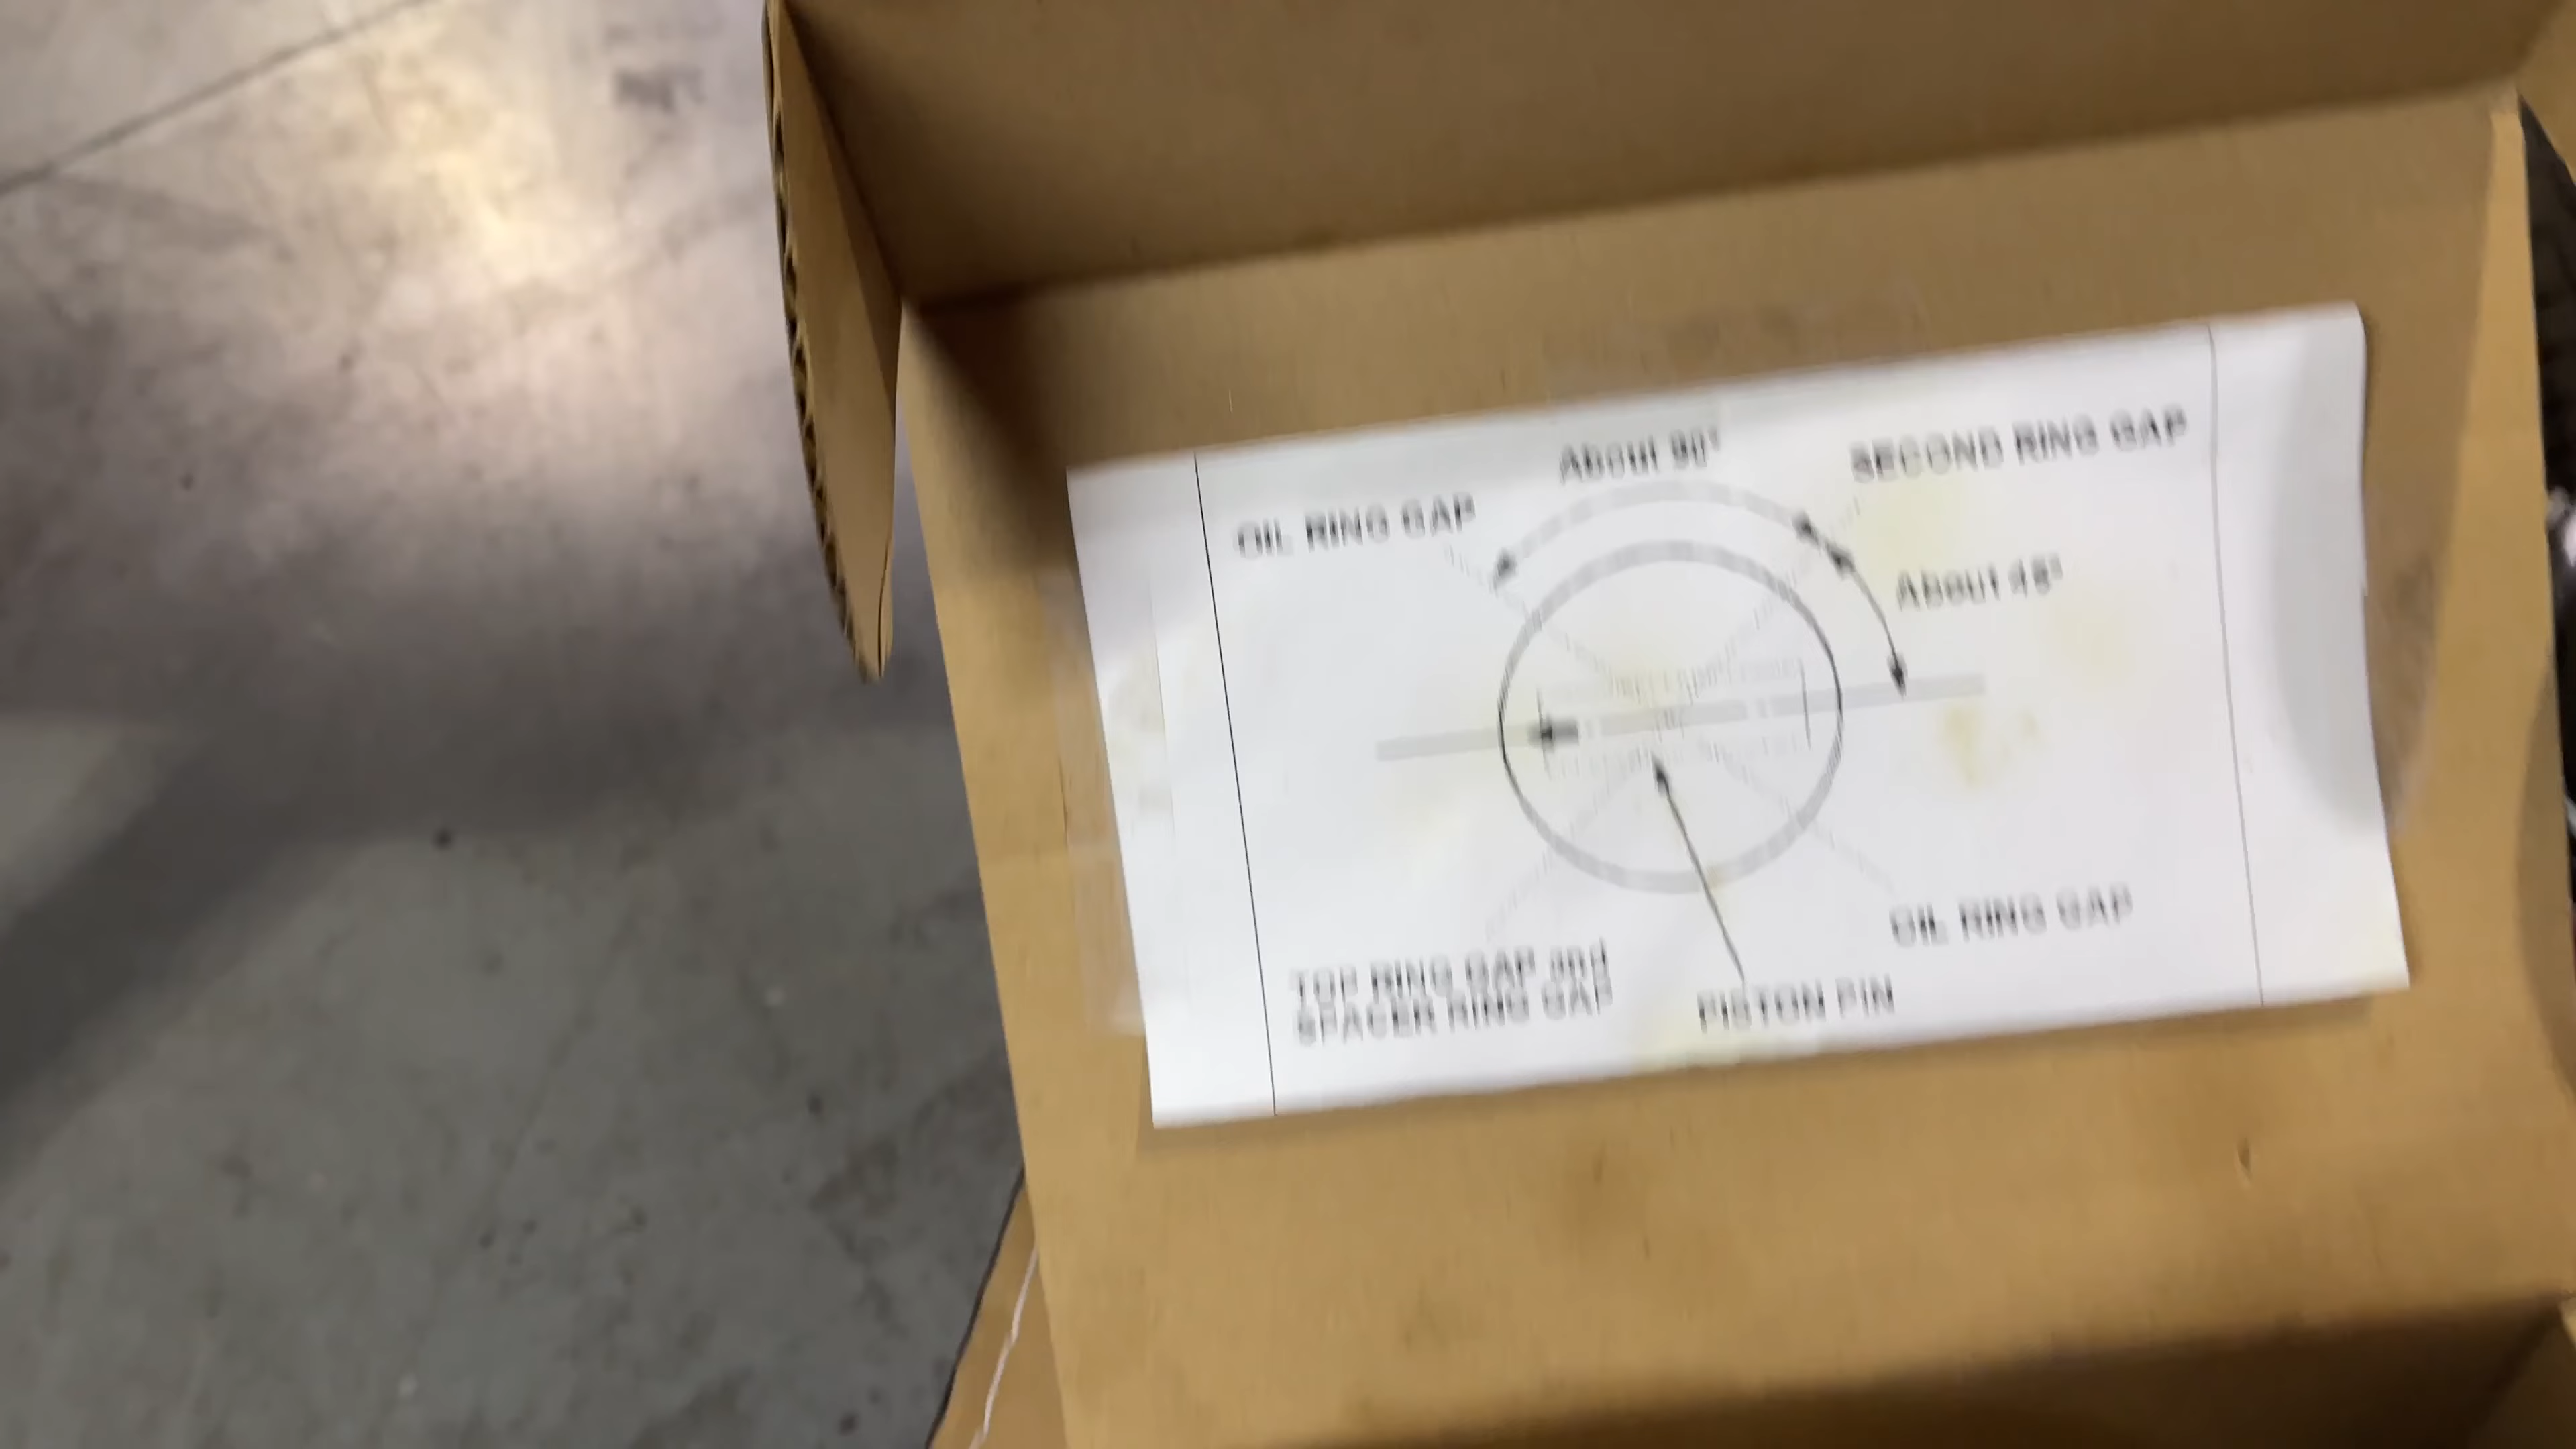 About 90°
SECOND RING GAP
OIL RING GAP
About 45°
OIL RING GAP
TOP RING GAP and
SPACER RING GAP
PISTON PIN